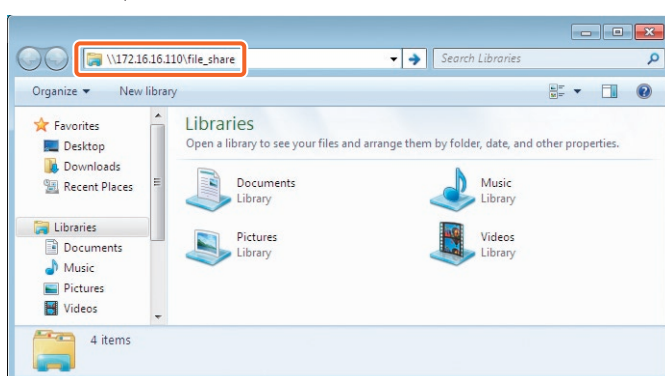 \\172.16.16.110\file_share
Search Libraries
Organize
New library
Favorites
Desktop
Downloads
Recent Places
Libraries
Documents
Music
Pictures
Videos
Libraries
Open a library to see your files and arrange them by folder, date, and other properties.
Documents
Library
Music
Library
Pictures
Library
Videos
Library
4 items